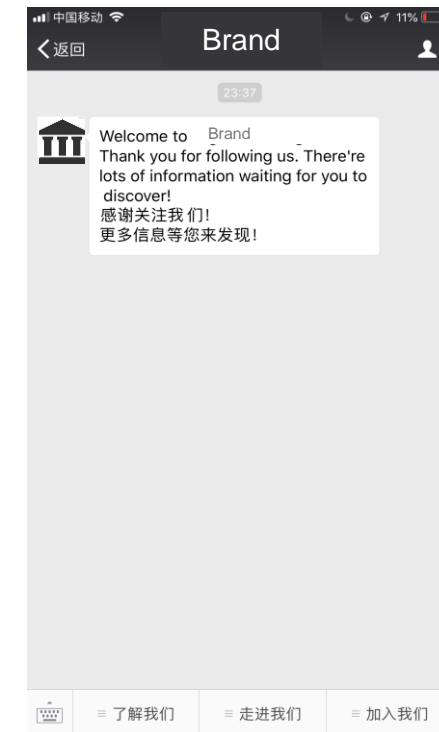 中国移动 11%
返回 Brand
23:37
Welcome to Brand
Thank you for following us. There're
lots of information waiting for you to
discover!
感谢关注我们!
更多信息等您来发现!
了解我们 走进我们 加入我们